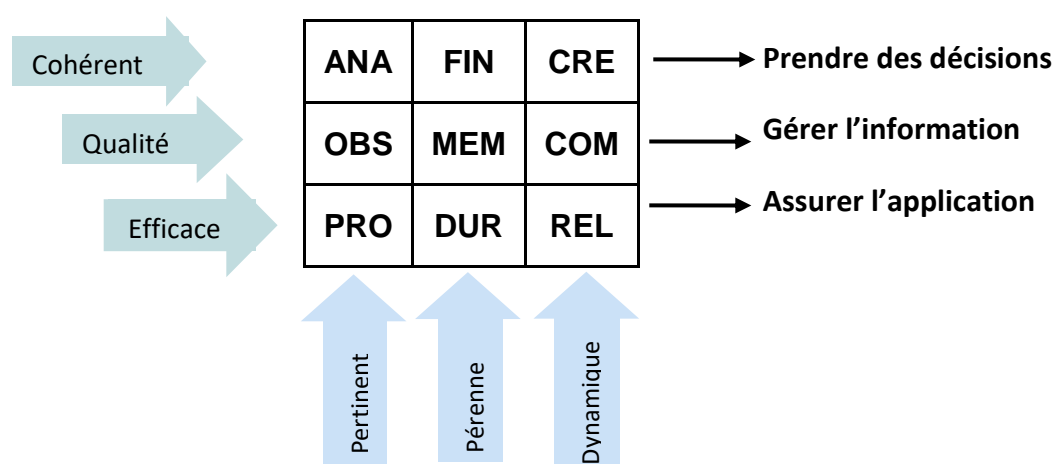 Cohérent
ANA FIN CRE
Prendre des décisions
Qualité
OBS MEM COM
Gérer l’information
Efficace
PRO DUR REL
Assurer l’application
Pertinent
Pérenne
Dynamique